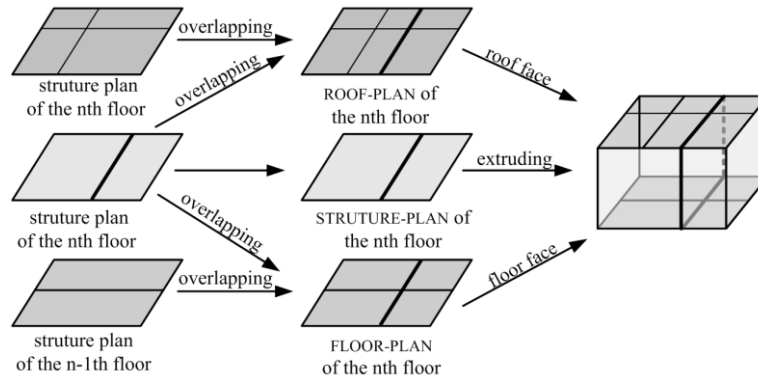 overlapping
struture plan
of the nth floor
overlapping
ROOF-PLAN of
the nth floor
roof face
struture plan
of the nth floor
STRUTURE-PLAN of
the nth floor
extruding
overlapping
overlapping
struture plan
of the n-1th floor
FLOOR-PLAN
of the nth floor
floor face